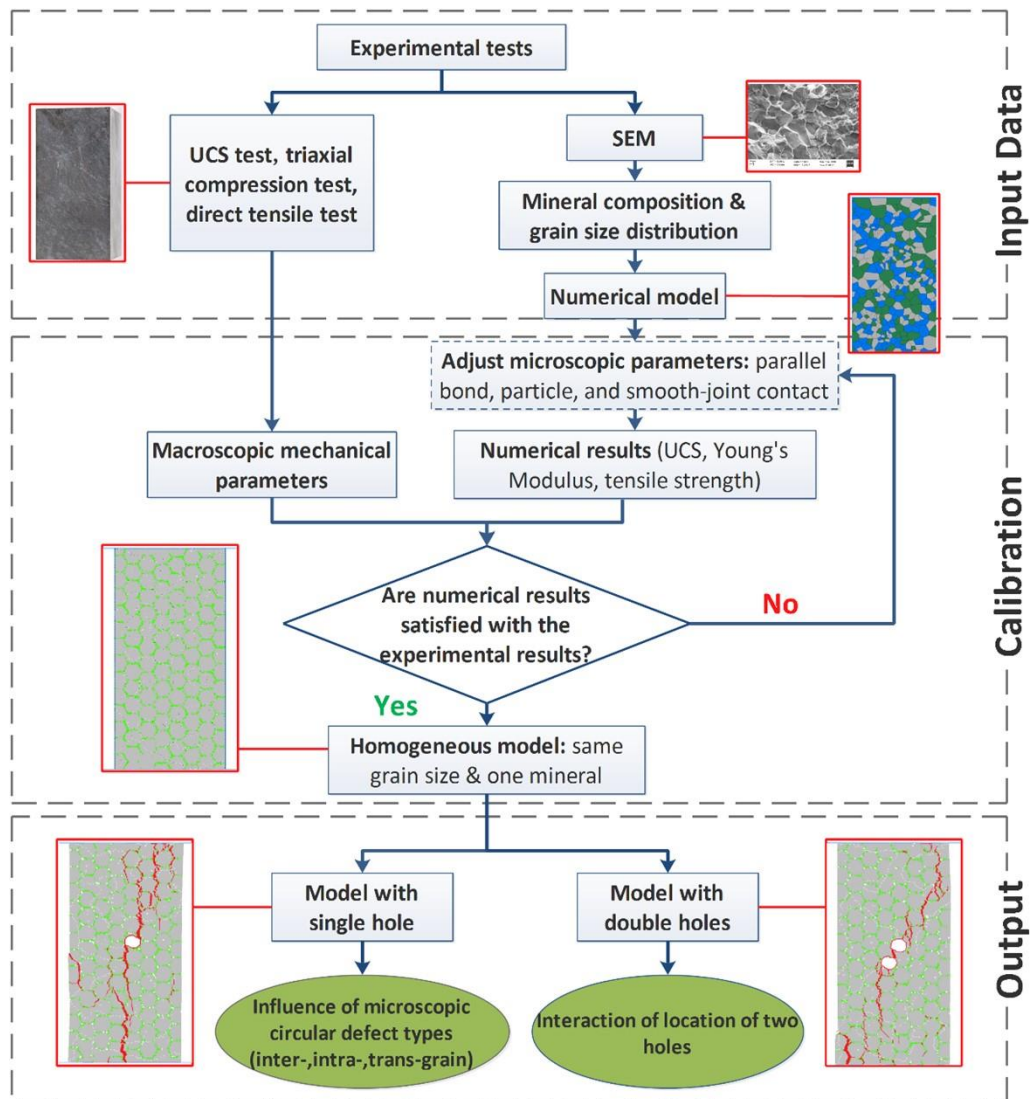 Experimental tests
UCS test, triaxial
compression test,
direct tensile test
SEM
Mineral composition &
grain size distribution
Numerical model
Input Data
Adjust microscopic parameters: parallel
bond, particle, and smooth-joint contact
Macroscopic mechanical
parameters
Numerical results (UCS, Young's
Modulus, tensile strength)
Are numerical results
satisfied with the
experimental results?
No
Yes
Homogeneous model: same
grain size & one mineral
Calibration
Model with
single hole
Model with
double holes
Influence of microscopic
circular defect types
(inter-,intra-,trans-grain)
Interaction of location of two
holes
Output